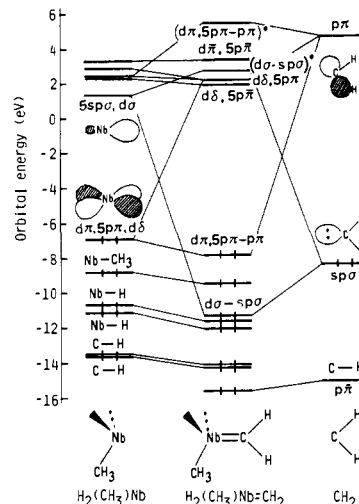 6
4
2
0
-2
-4
-6
-8
-10
-12
-14
-16
Orbital energy (eV)
(dπ,5pπ-pπ)*
dπ̄, 5pπ̄
(dσ-spσ)*
dδ,5pπ
dδ, 5pπ̄
5spσ, dσ
Nb
Nb
dπ,5pπ,dδ
Nb-CH3
Nb-H
Nb-H
C-H
C-H
dπ,5pπ-pπ
dσ-spσ
pπ
C
H
H
C
spσ
C-H
pπ̄
Nb
CH3
H2(CH3)Nb
Nb=C
H
H
CH3
H2(CH3)Nb=CH2
H
C
H
CH2